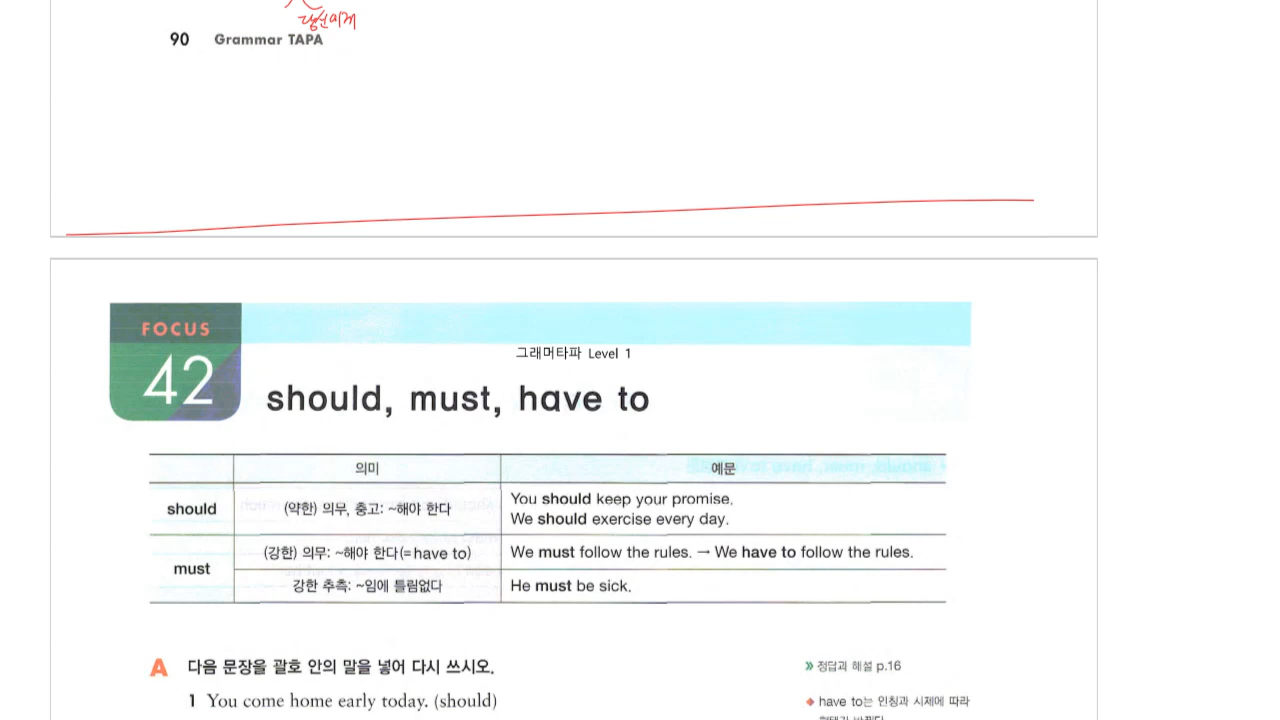 당신에게
90 Grammar TAPA
FOCUS
42
그래머타파 Level 1
should, must, have to
의미
예문
should
(약한) 의무, 충고: ~해야 한다
You should keep your promise.
We should exercise every day.
must
(강한) 의무: ~해야 한다(=have to)
We must follow the rules. → We have to follow the rules.
강한 추측: ~임에 틀림없다
He must be sick.
A 다음 문장을 괄호 안의 말을 넣어 다시 쓰시오.
» 정답과 해설 p.16
1 You come home early today. (should)
have to는 인칭과 시제에 따라